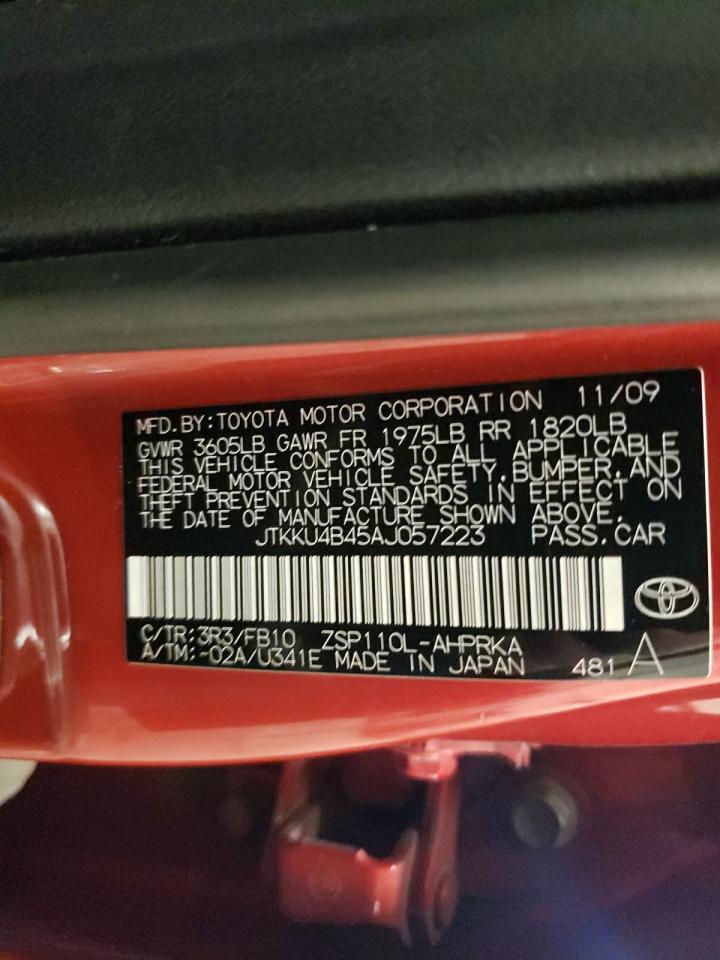 MFD.BY:TOYOTA MOTOR CORPORATION 11/09
GVWR 3605LB GAWR FR 1975LB RR 1820LB
THIS VEHICLE CONFORMS TO ALL APPLICABLE
FEDERAL MOTOR VEHICLE SAFETY,BUMPER,AND
THEFT PREVENTION STANDARDS IN EFFECT ON
THE DATE OF MANUFACTURE SHOWN ABOVE.
JTKKU4B45AJ057223 PASS.CAR
C/TR:3R3/FB10 ZSP110L-AHPRKA
A/TM:-02A/U341E MADE IN JAPAN 481 A